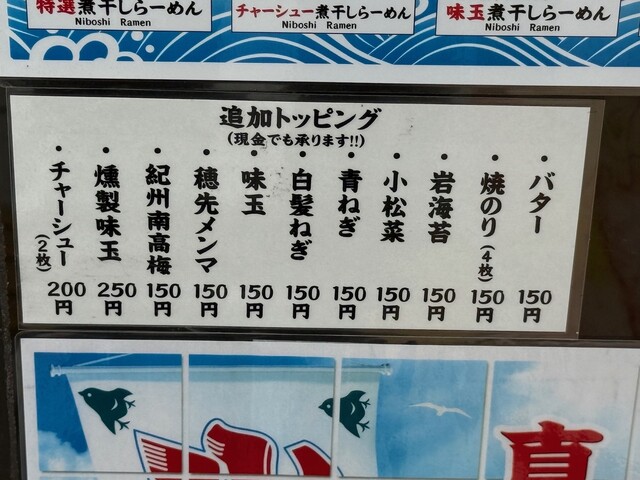 特選煮干しらーめん
Niboshi Ramen
チャーシュー煮干しらーめん
Niboshi Ramen
味玉煮干しらーめん
Niboshi Ramen
追加トッピング
(現金でも承ります!!)
・バター 150円
・焼のり(4枚) 150円
・岩海苔 150円
・小松菜 150円
・青ねぎ 150円
・白髪ねぎ 150円
・味玉 150円
・穂先メンマ 150円
・紀州南高梅 150円
・燻製味玉 250円
・チャーシュー(2枚) 200円